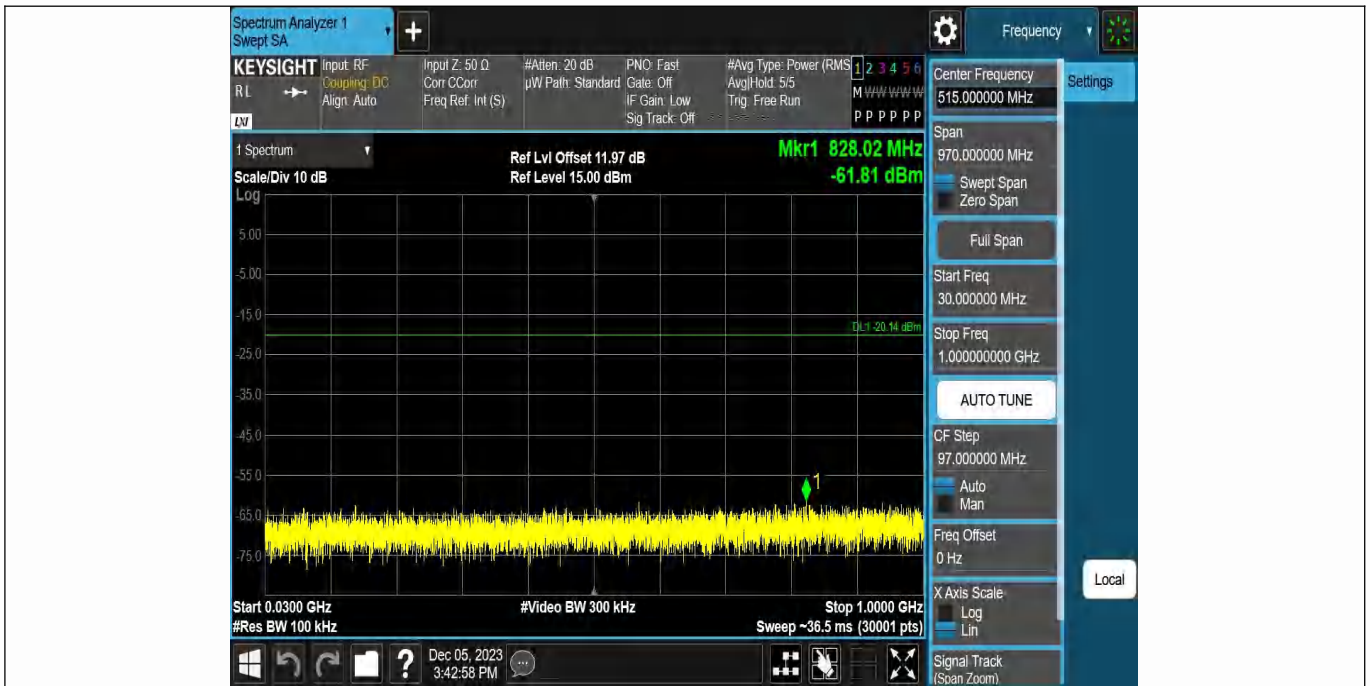 Spectrum Analyzer 1
Swept SA
+
Frequency
KEYSIGHT
R L
LXI
Input: RF
Coupling: DC
Align: Auto
Input Z: 50 Ω
Corr CCorr
Freq Ref: Int (S)
#Atten: 20 dB
µW Path: Standard
PNO: Fast
Gate: Off
IF Gain: Low
Sig Track: Off
#Avg Type: Power (RMS
Avg|Hold: 5/5
Trig: Free Run
1 2 3 4 5 6
M W W W W W
P P P P P P
1 Spectrum
Scale/Div 10 dB
Log
Ref Lvl Offset 11.97 dB
Ref Level 15.00 dBm
Mkr1 828.02 MHz
-61.81 dBm
5.00
-5.00
-15.0
DL1 -20.14 dBm
-25.0
-35.0
-45.0
-55.0
1
-65.0
-75.0
Start 0.0300 GHz
#Video BW 300 kHz
Stop 1.0000 GHz
#Res BW 100 kHz
Sweep ~36.5 ms (30001 pts)
Center Frequency
515.000000 MHz
Settings
Span
970.000000 MHz
Swept Span
Zero Span
Full Span
Start Freq
30.000000 MHz
Stop Freq
1.000000000 GHz
AUTO TUNE
CF Step
97.000000 MHz
Auto
Man
Freq Offset
0 Hz
X Axis Scale
Log
Lin
Local
Signal Track
(Span Zoom)
?
Dec 05, 2023
3:42:58 PM